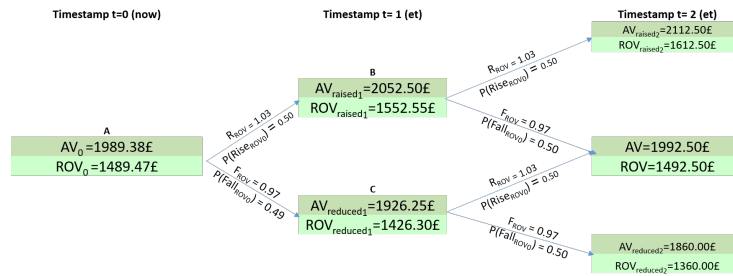 Timestamp t=0 (now)
Timestamp t= 1 (et)
Timestamp t= 2 (et)
AVraised2=2112.50£
ROVraised2=1612.50£
RROV = 1.03
P(RiseROV0) = 0.50
B
AVraised1=2052.50£
ROVraised1=1552.55£
RROV = 1.03
P(RiseROV0) = 0.50
FROV = 0.97
P(FallROV0) = 0.50
A
AV0 =1989.38£
ROV0 =1489.47£
AV=1992.50£
ROV=1492.50£
FROV = 0.97
P(FallROV0) = 0.49
RROV = 1.03
P(RiseROV0) = 0.50
C
AVreduced1=1926.25£
ROVreduced1=1426.30£
FROV = 0.97
P(FallROV0) = 0.50
AVreduced2=1860.00£
ROVreduced2=1360.00£